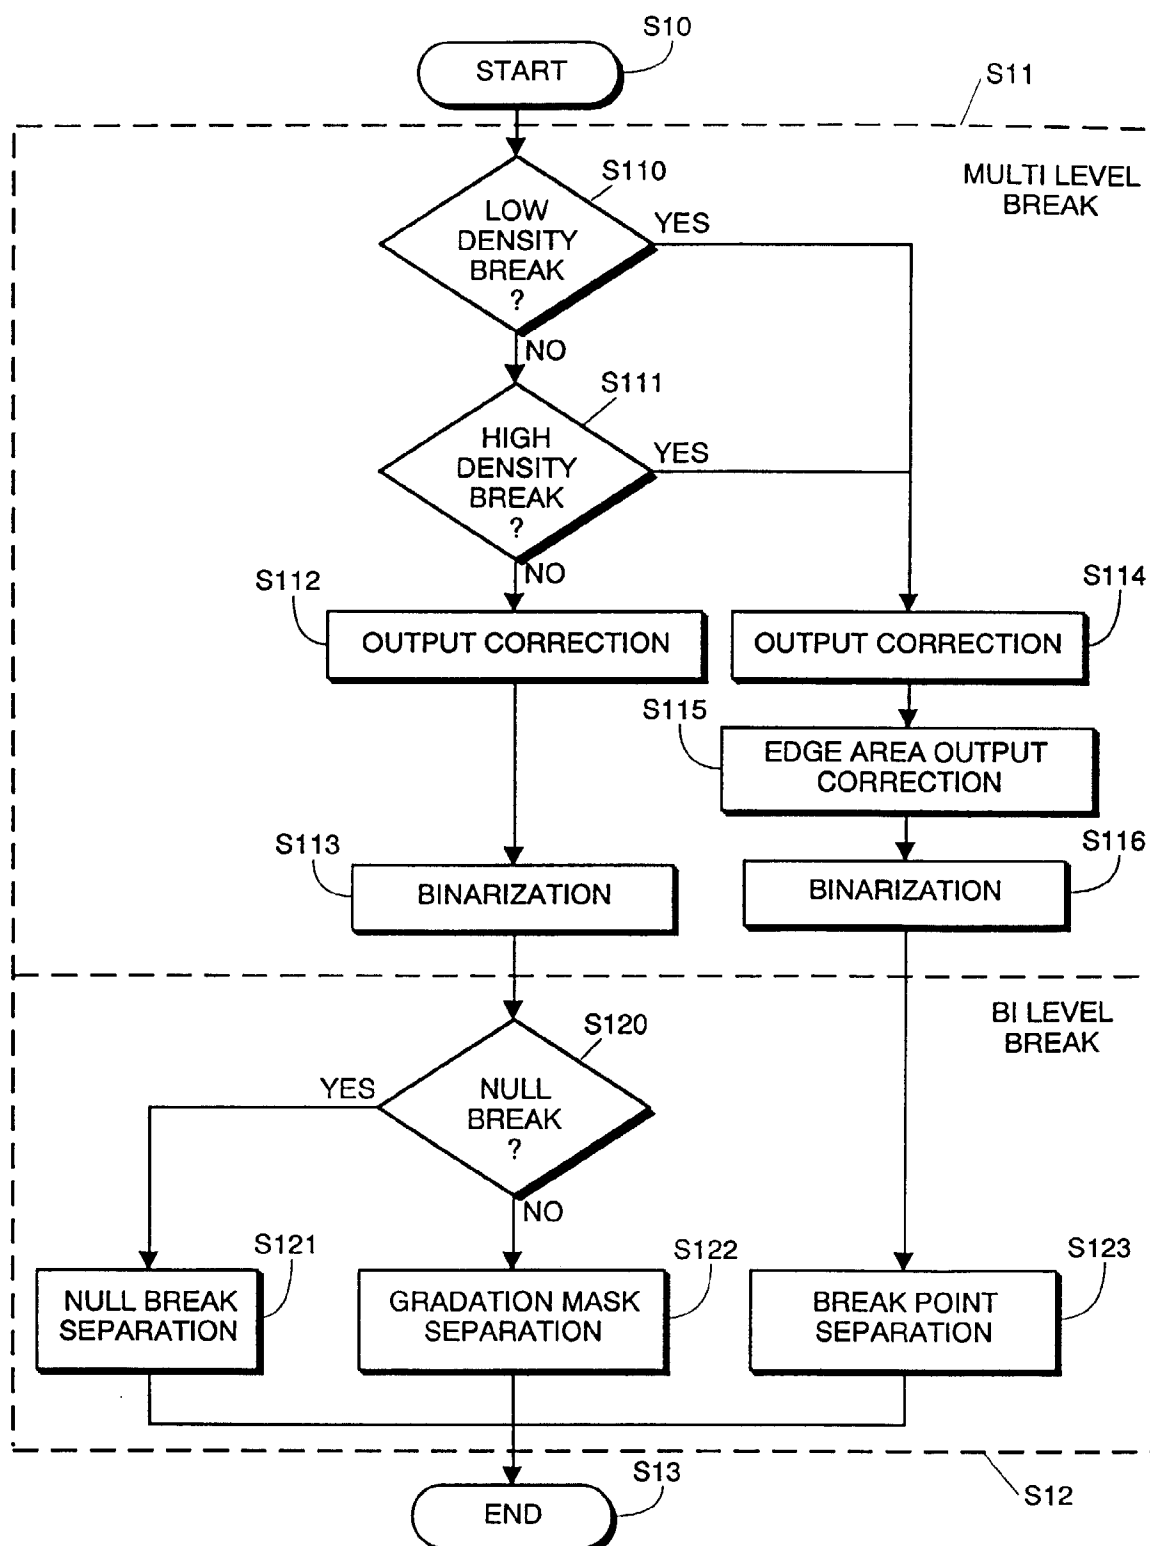 S10
START
S11
MULTI LEVEL
BREAK
S110
LOW
DENSITY
BREAK
?
YES
NO
S111
HIGH
DENSITY
BREAK
?
YES
NO
S112
OUTPUT CORRECTION
S114
OUTPUT CORRECTION
S115
EDGE AREA OUTPUT
CORRECTION
S113
BINARIZATION
S116
BINARIZATION
BI LEVEL
BREAK
S120
NULL
BREAK
?
YES
NO
S121
NULL BREAK
SEPARATION
S122
GRADATION MASK
SEPARATION
S123
BREAK POINT
SEPARATION
S13
END
S12